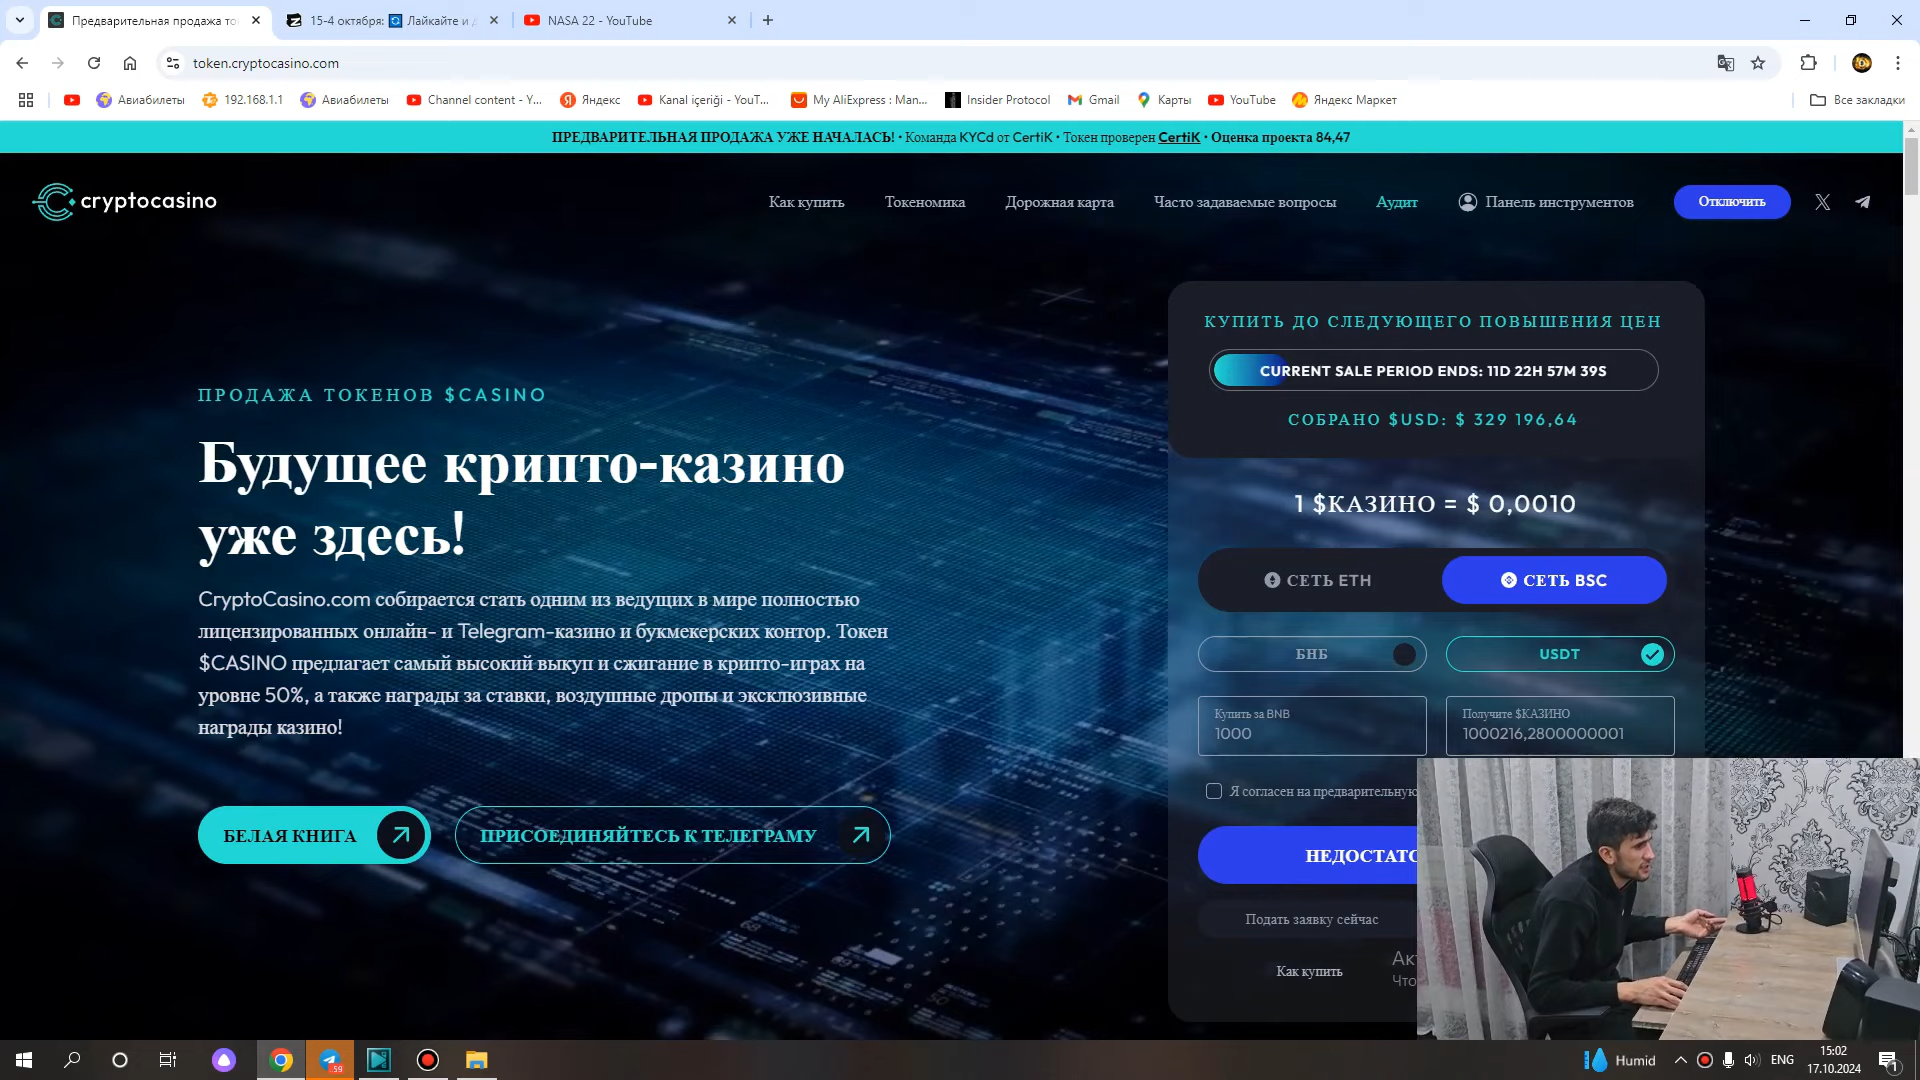 Предварительная продажа то
15-4 октября: Лайкайте и
NASA 22 - YouTube
token.cryptocasino.com
Авиабилеты
192.168.1.1
Авиабилеты
Channel content - Y...
Яндекс
Kanal içeriği - YouT...
My AliExpress : Man...
Insider Protocol
Gmail
Карты
YouTube
Яндекс Маркет
Все закладки
ПРЕДВАРИТЕЛЬНАЯ ПРОДАЖА УЖЕ НАЧАЛАСЬ! • Команда KYCd от CertiK • Токен проверен CertiK • Оценка проекта 84,47
cryptocasino
Как купить
Токеномика
Дорожная карта
Часто задаваемые вопросы
Аудит
Панель инструментов
Отключить
ПРОДАЖА ТОКЕНОВ $CASINO
Будущее крипто-казино
уже здесь!
CryptoCasino.com собирается стать одним из ведущих в мире полностью
лицензированных онлайн- и Telegram-казино и букмекерских контор. Токен
$CASINO предлагает самый высокий выкуп и сжигание в крипто-играх на
уровне 50%, а также награды за ставки, воздушные дропы и эксклюзивные
награды казино!
БЕЛАЯ КНИГА
ПРИСОЕДИНЯЙТЕСЬ К ТЕЛЕГРАМУ
КУПИТЬ ДО СЛЕДУЮЩЕГО ПОВЫШЕНИЯ ЦЕН
CURRENT SALE PERIOD ENDS: 11D 22H 57M 39S
СОБРАНО $USD: $ 329 196,64
1 $КАЗИНО = $ 0,0010
СЕТЬ ETH
СЕТЬ BSC
БНБ
USDT
Купить за BNB
1000
Получите $КАЗИНО
1000216,2800000001
Я согласен на предварительную
НЕДОСТАТО
Подать заявку сейчас
Как купить
Ак
Что
59
Humid
ENG
15:02
17.10.2024
1